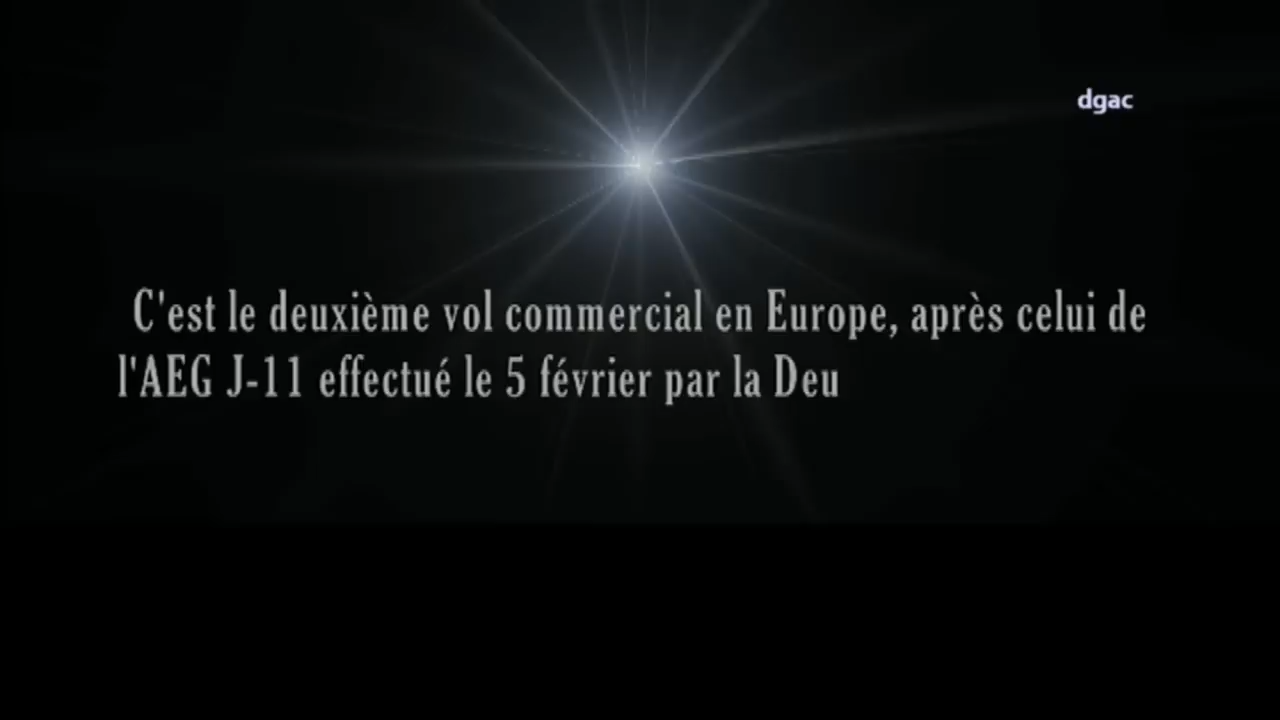 dgac
C'est le deuxième vol commercial en Europe, après celui de
l'AEG J-11 effectué le 5 février par la Deu